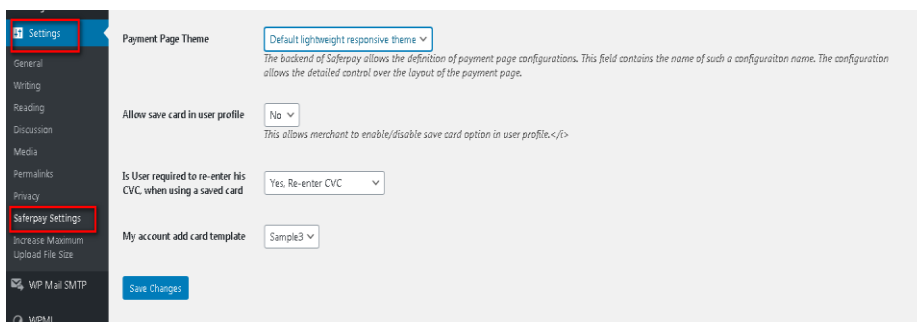 Settings
General
Writing
Reading
Discussion
Media
Permalinks
Privacy
Saferpay Settings
Increase Maximum
Upload File Size
WP Mail SMTP
WPML
Payment Page Theme
Default lightweight responsive theme
The backend of Saferpay allows the definition of payment page configurations. This field contains the name of such a configuraiton name. The configuration
allows the detailed control over the layout of the payment page.
Allow save card in user profile
No
This allows merchant to enable/disable save card option in user profile.</i>
Is User required to re-enter his
CVC, when using a saved card
Yes, Re-enter CVC
My account add card template
Sample3
Save Changes